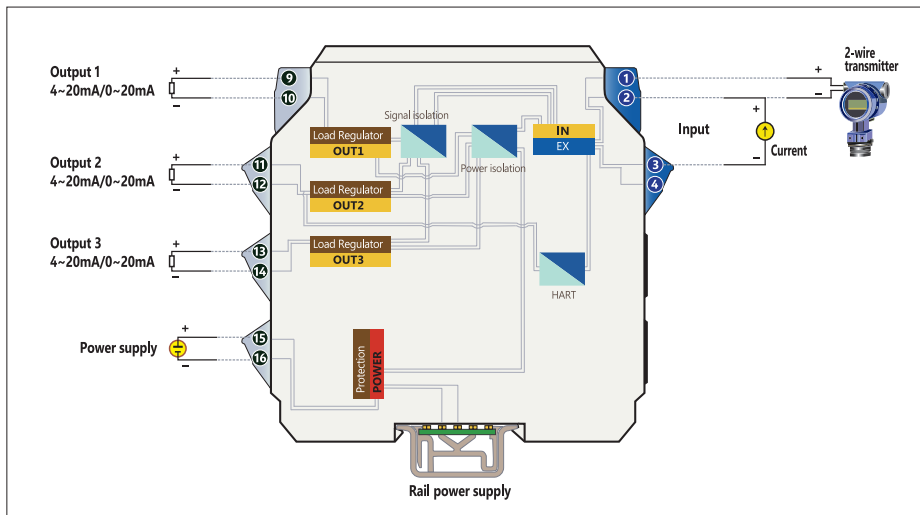 Output 1
4~20mA/0~20mA
+
−
9
10
Output 2
4~20mA/0~20mA
+
−
11
12
Output 3
4~20mA/0~20mA
+
−
13
14
Power supply
+
−
15
16
Signal isolation
Load Regulator
OUT1
Load Regulator
OUT2
Load Regulator
OUT3
Power isolation
IN
EX
HART
Protection
POWER
Rail power supply
1
2
3
4
2-wire
transmitter
+
−
Input
+
−
Current